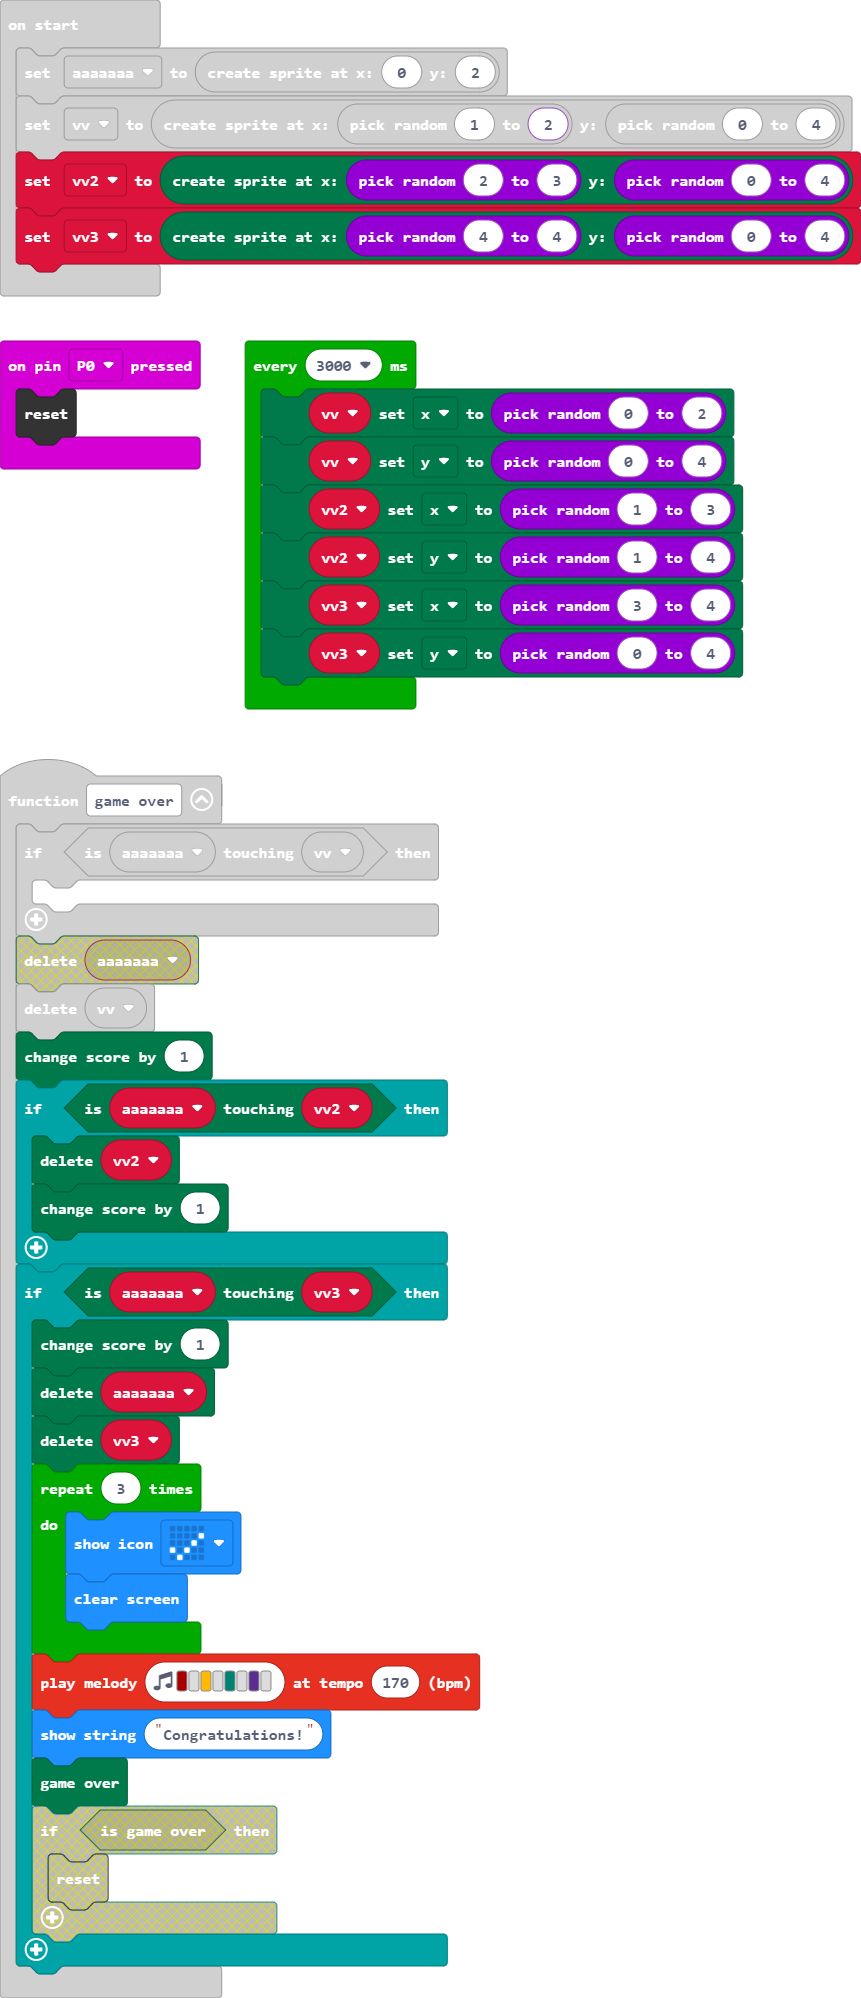 on start
set aaaaaaa to create sprite at x: 0 y: 2
set vv to create sprite at x: pick random 1 to 2 y: pick random 0 to 4
set vv2 to create sprite at x: pick random 2 to 3 y: pick random 0 to 4
set vv3 to create sprite at x: pick random 4 to 4 y: pick random 0 to 4
on pin P0 pressed
reset
every 3000 ms
vv set x to pick random 0 to 2
vv set y to pick random 0 to 4
vv2 set x to pick random 1 to 3
vv2 set y to pick random 1 to 4
vv3 set x to pick random 3 to 4
vv3 set y to pick random 0 to 4
function game over
if is aaaaaaa touching vv then
delete aaaaaaa
delete vv
change score by 1
if is aaaaaaa touching vv2 then
delete vv2
change score by 1
if is aaaaaaa touching vv3 then
change score by 1
delete aaaaaaa
delete vv3
repeat 3 times
do show icon
clear screen
play melody at tempo 170 (bpm)
show string "Congratulations!"
game over
if is game over then
reset